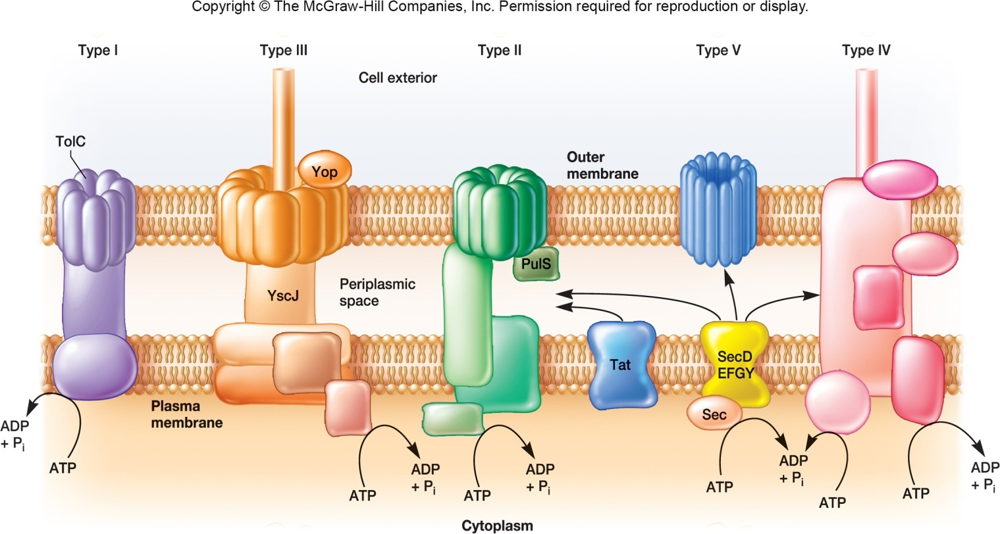 Copyright © The McGraw-Hill Companies, Inc. Permission required for reproduction or display.
Type I
Type III
Type II
Type V
Type IV
Cell exterior
TolC
Yop
Outer
membrane
PulS
YscJ
Periplasmic
space
Tat
SecD
EFGY
Sec
Plasma
membrane
ADP
+ Pi
ATP
ADP
+ Pi
ATP
ADP
+ Pi
ATP
ADP
+ Pi
ATP
ATP
ADP
+ Pi
ATP
Cytoplasm